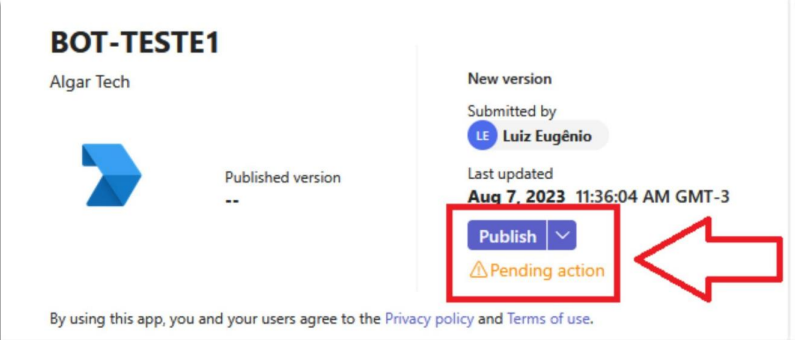 BOT-TESTE1
Algar Tech
Published version
--
New version
Submitted by
LE Luiz Eugênio
Last updated
Aug 7, 2023 11:36:04 AM GMT-3
Publish
Pending action
By using this app, you and your users agree to the Privacy policy and Terms of use.